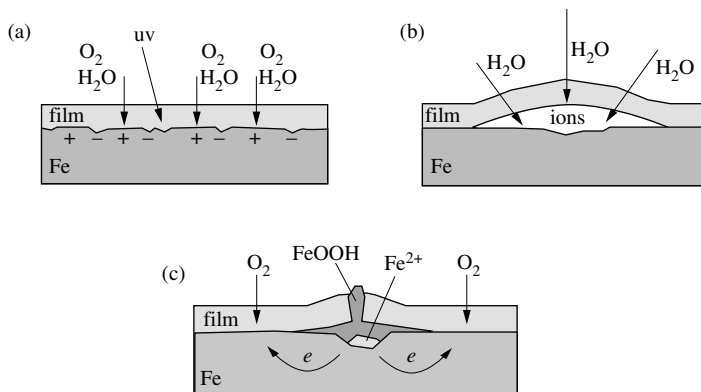 (a)
uv
O₂ O₂ O₂
H₂O H₂O H₂O
film
+ − + − + − + −
Fe
(b)
H₂O
H₂O H₂O
film ions
Fe
(c)
FeOOH Fe²⁺
O₂ O₂
film
e e
Fe